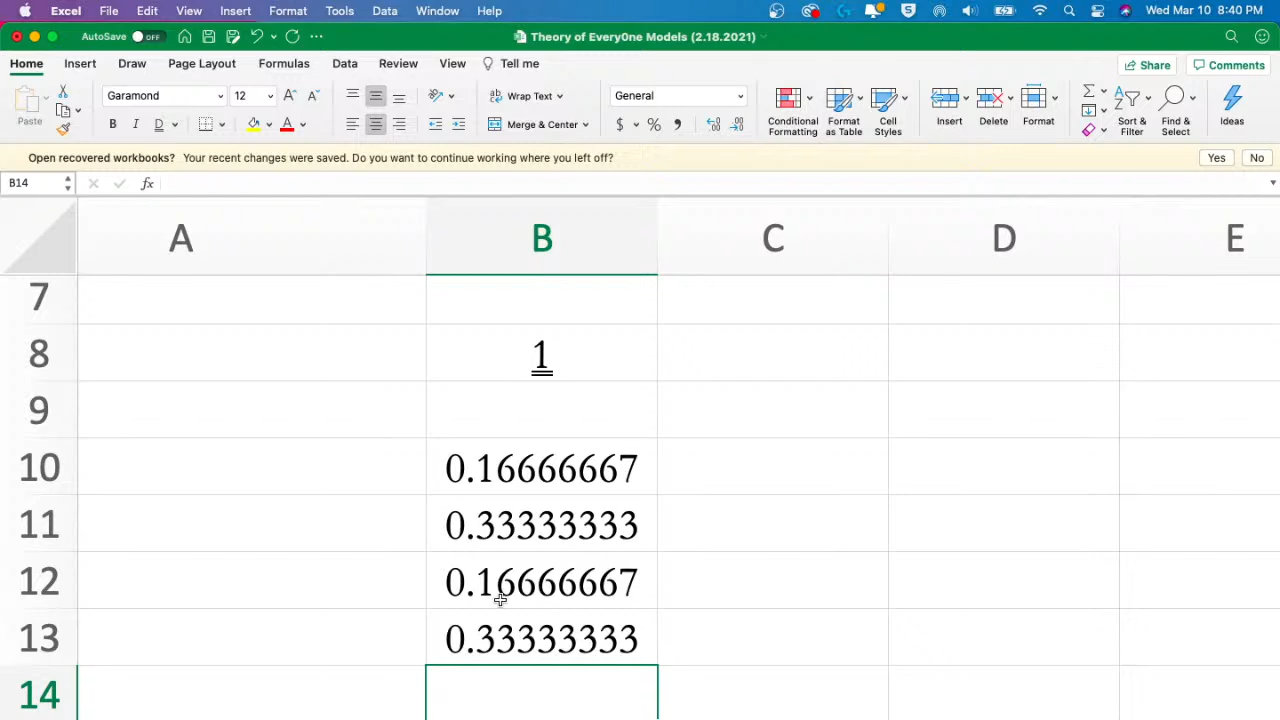 Excel File Edit View Insert Format Tools Data Window Help Wed Mar 10 8:40 PM
AutoSave OFF Theory of EveryOne Models (2.18.2021)
Home Insert Draw Page Layout Formulas Data Review View Tell me Share Comments
Paste Garamond 12 A A Wrap Text General Conditional Formatting Format as Table Cell Styles Insert Delete Format Sort & Filter Find & Select Ideas
B I D A Merge & Center $ % ,
Open recovered workbooks? Your recent changes were saved. Do you want to continue working where you left off? Yes No
B14 fx
A B C D E
7
8 1
9
10 0.16666667
11 0.33333333
12 0.16666667
13 0.33333333
14